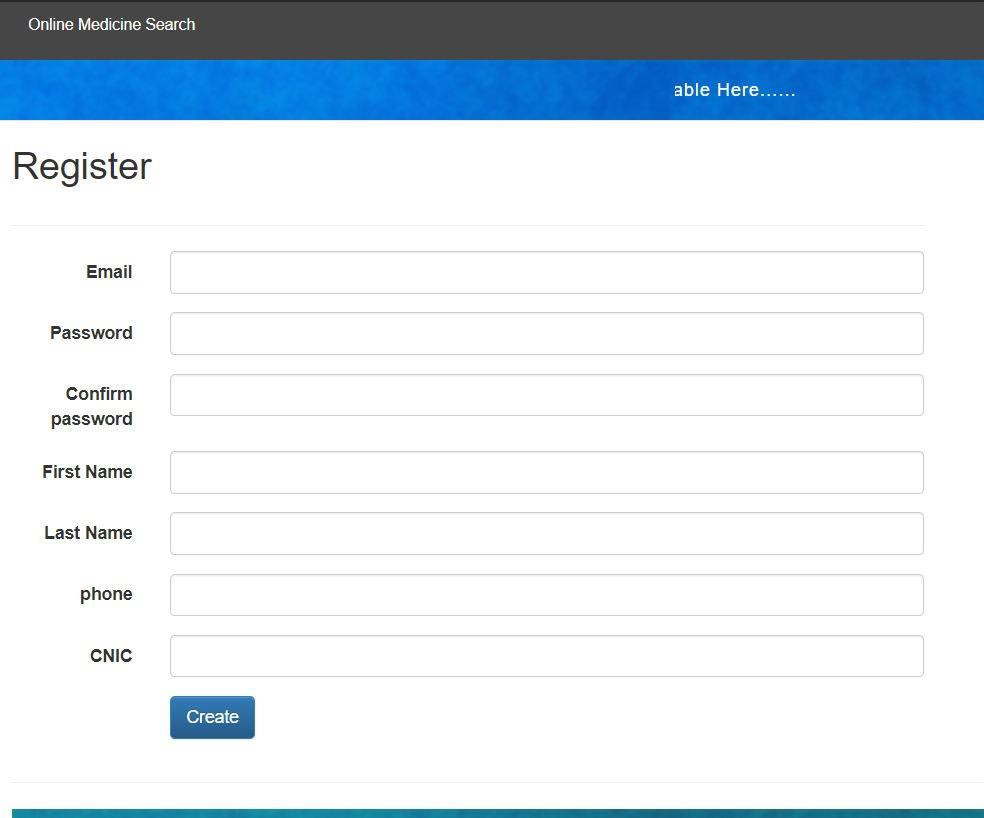 Online Medicine Search
able Here......
Register
Email
Password
Confirm
password
First Name
Last Name
phone
CNIC
Create